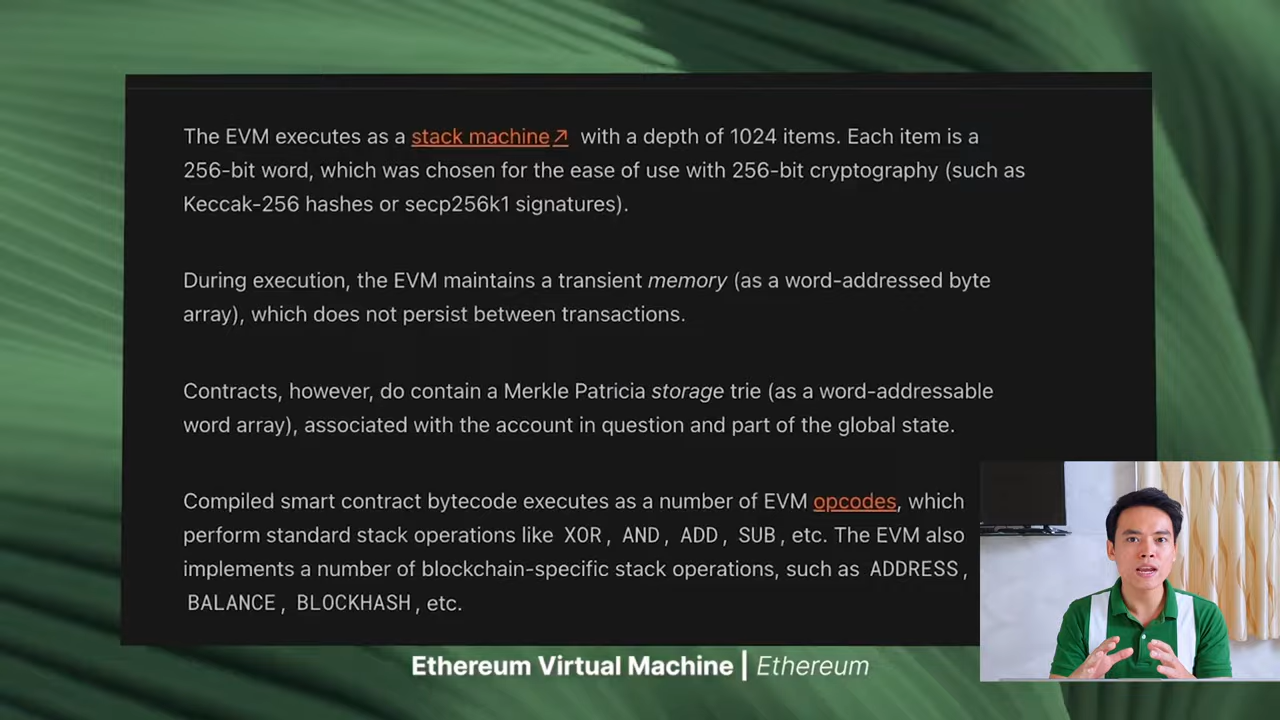 The EVM executes as a stack machine↗ with a depth of 1024 items. Each item is a
256-bit word, which was chosen for the ease of use with 256-bit cryptography (such as
Keccak-256 hashes or secp256k1 signatures).
During execution, the EVM maintains a transient memory (as a word-addressed byte
array), which does not persist between transactions.
Contracts, however, do contain a Merkle Patricia storage trie (as a word-addressable
word array), associated with the account in question and part of the global state.
Compiled smart contract bytecode executes as a number of EVM opcodes, which
perform standard stack operations like XOR, AND, ADD, SUB, etc. The EVM also
implements a number of blockchain-specific stack operations, such as ADDRESS,
BALANCE, BLOCKHASH, etc.
Ethereum Virtual Machine | Ethereum